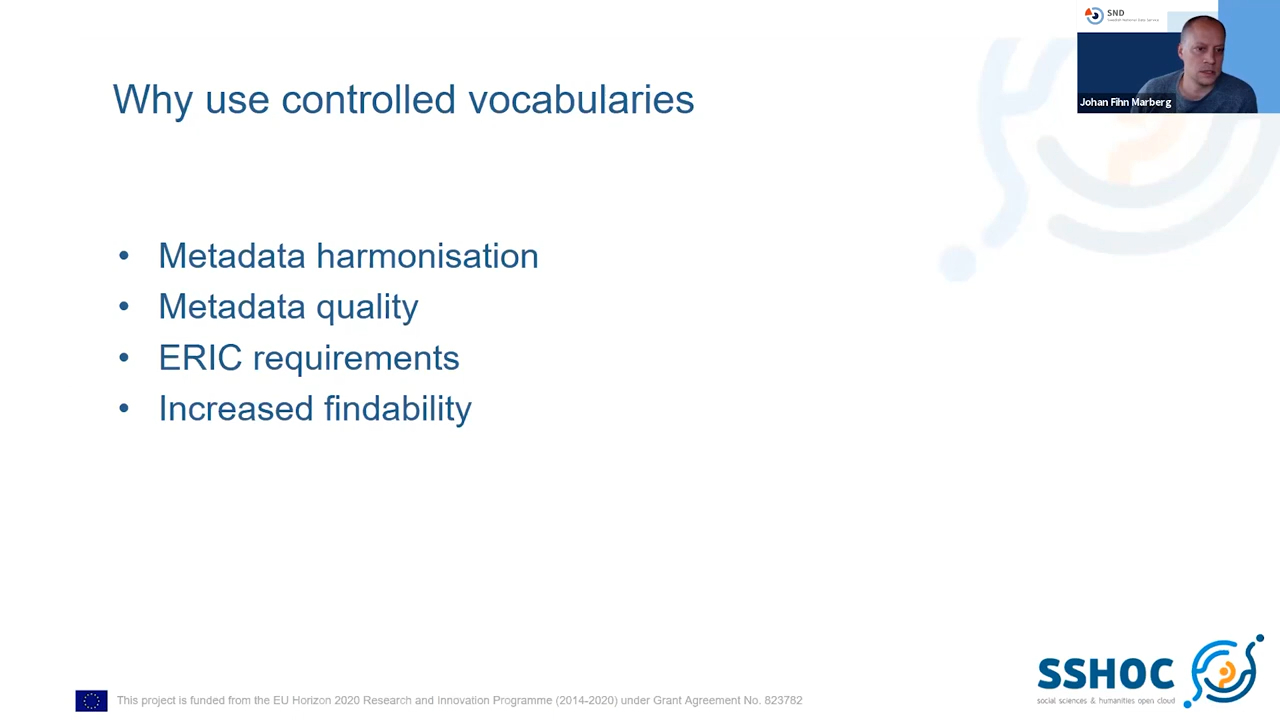 SND
Why use controlled vocabularies
Johan Fihn Marberg
• Metadata harmonisation
• Metadata quality
• ERIC requirements
• Increased findability
SSHOC
social sciences & humanities open cloud
This project is funded from the EU Horizon 2020 Research and Innovation Programme (2014-2020) under Grant Agreement No. 823782